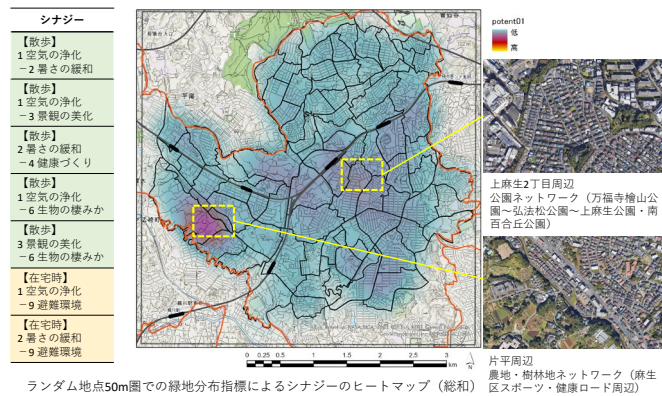 シナジー
【散歩】
1 空気の浄化
－2 暑さの緩和
【散歩】
1 空気の浄化
－3 景観の美化
【散歩】
2 暑さの緩和
－4 健康づくり
【散歩】
1 空気の浄化
－6 生物の棲みか
【散歩】
3 景観の美化
－6 生物の棲みか
【在宅時】
1 空気の浄化
－9 避難環境
【在宅時】
2 暑さの緩和
－9 避難環境
平尾
potent01
低
高
上麻生2丁目周辺
公園ネットワーク（万福寺檜山公
園～弘法松公園～上麻生公園・南
百合丘公園）
片平周辺
農地・樹林地ネットワーク（麻生
区スポーツ・健康ロード周辺）
0 0.25 0.5 1 1.5 2 2.5 3
km
N
ランダム地点50m圏での緑地分布指標によるシナジーのヒートマップ（総和）